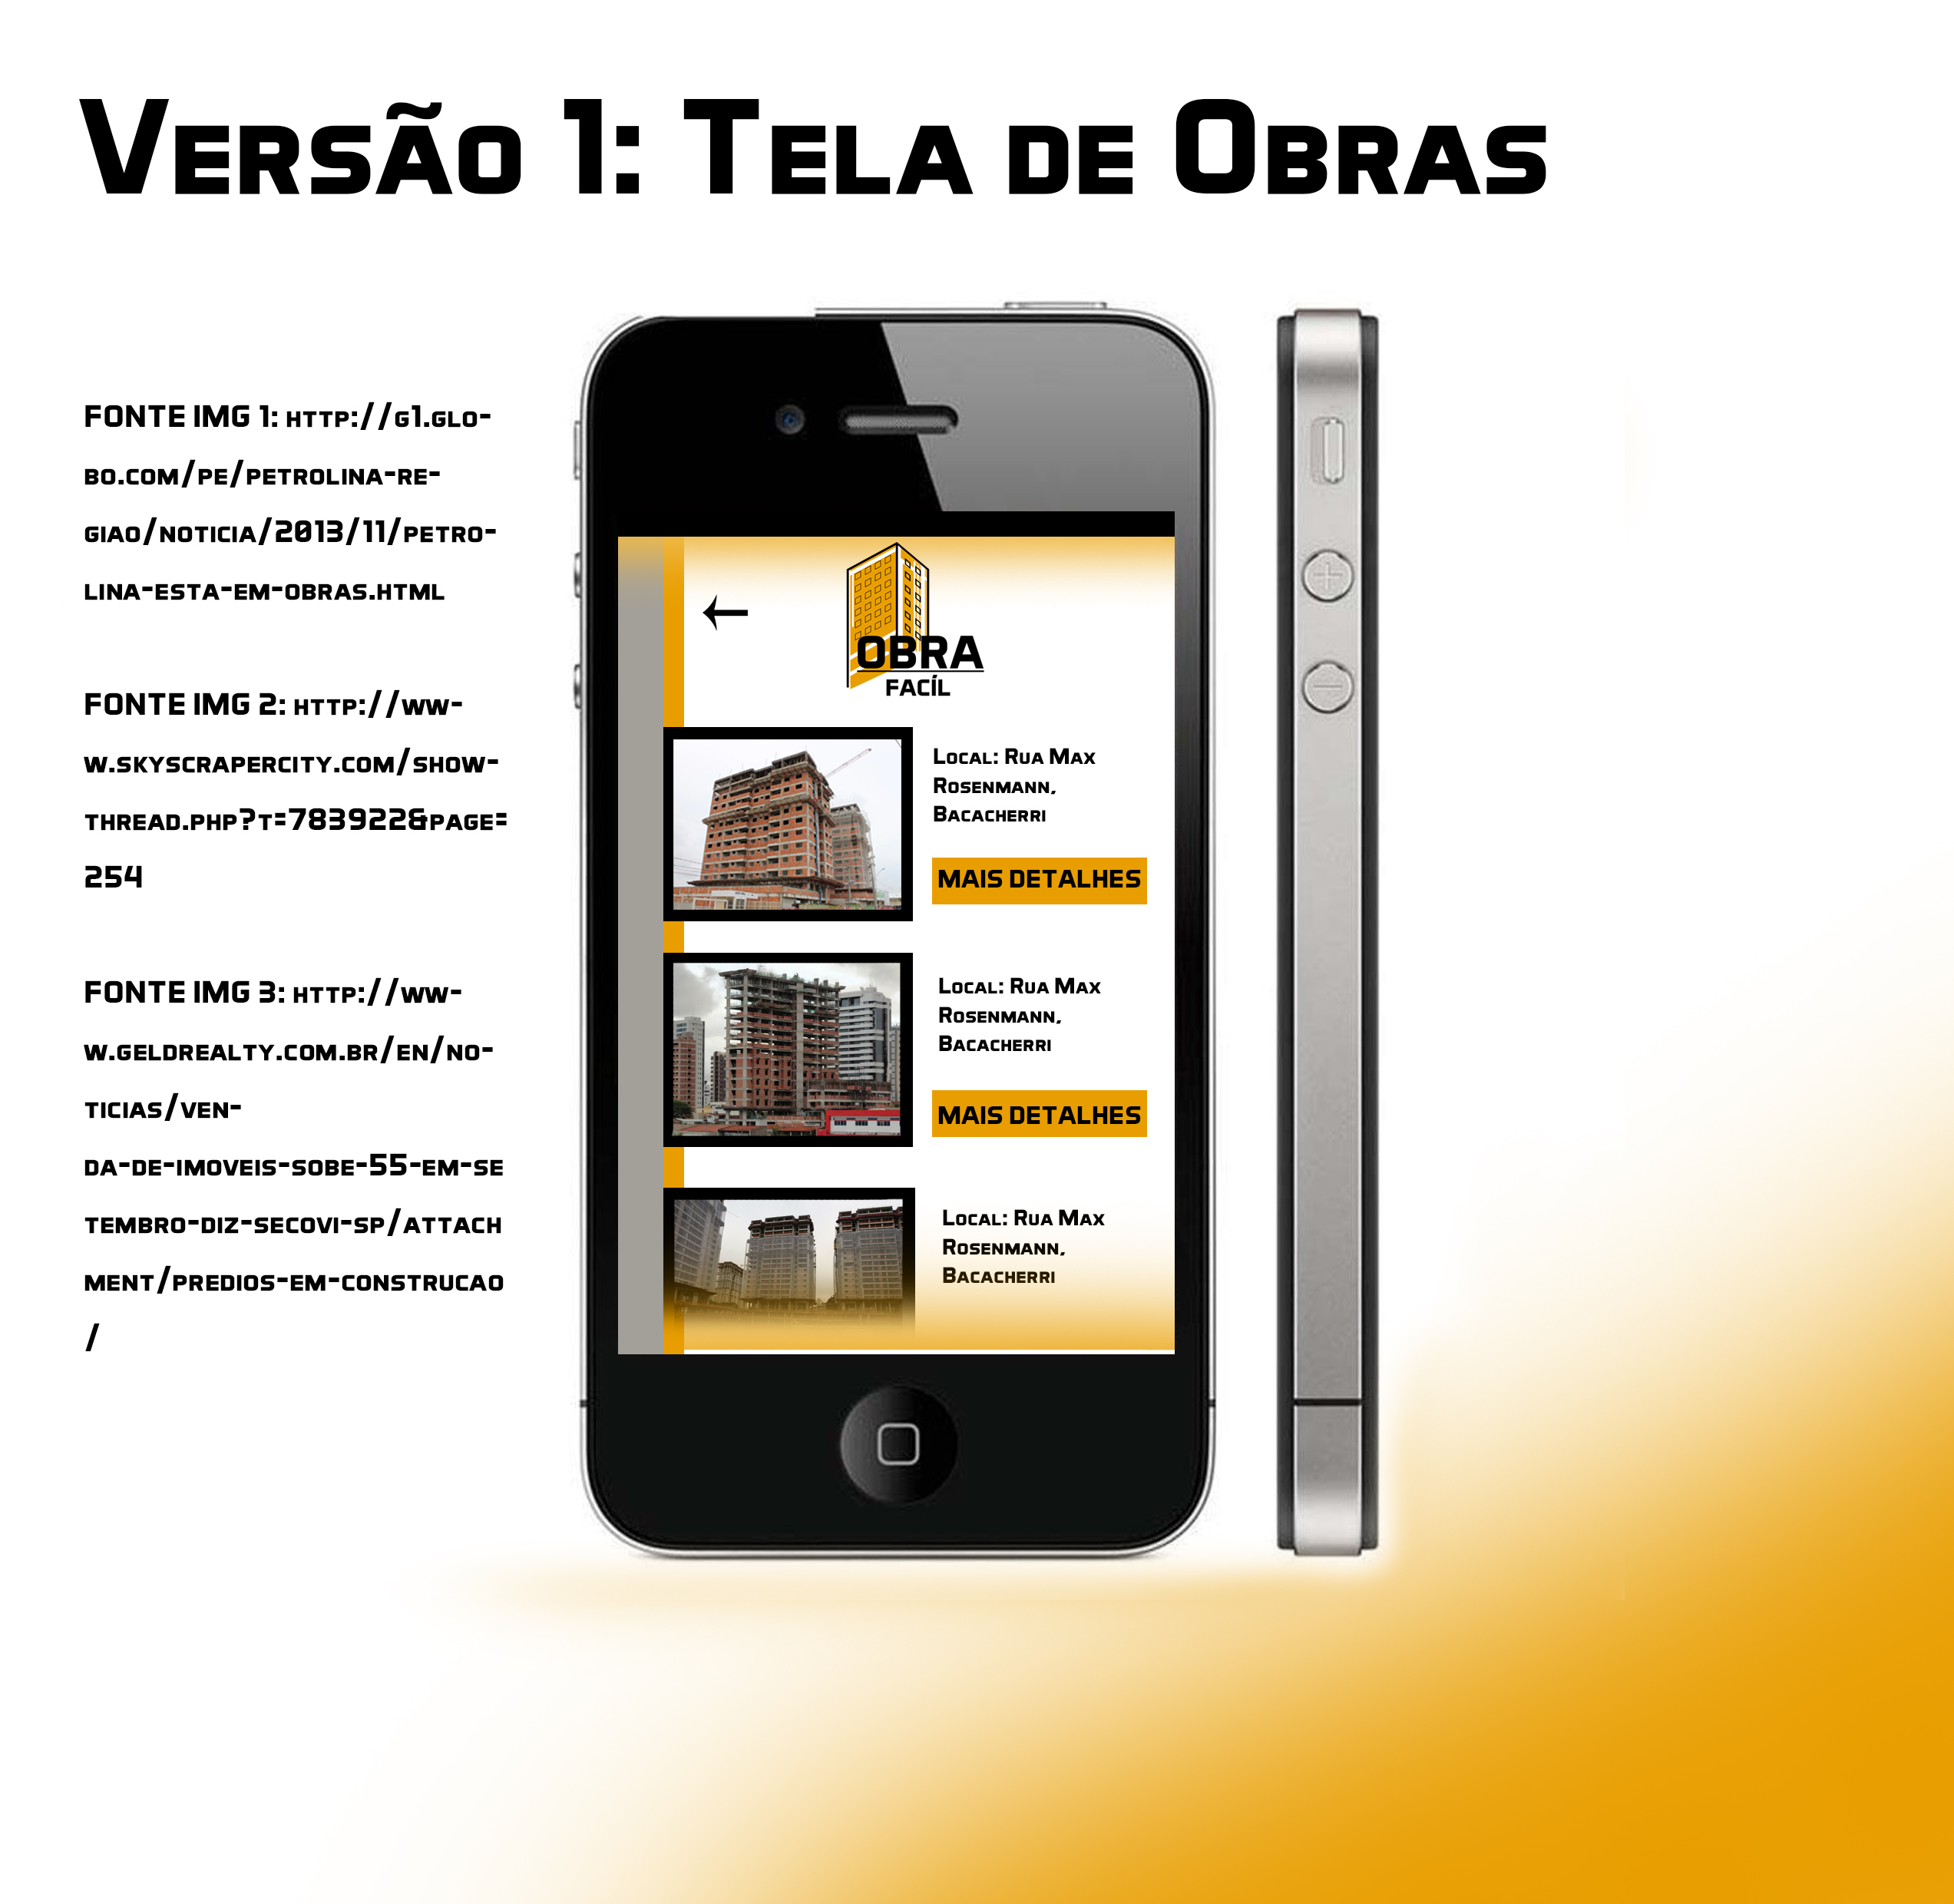 Versão 1: Tela de Obras
FONTE IMG 1: http://g1.glo-
bo.com/pe/petrolina-re-
giao/noticia/2013/11/petro-
lina-esta-em-obras.html
FONTE IMG 2: http://ww-
w.skyscrapercity.com/show-
thread.php?t=783922&page=
254
FONTE IMG 3: http://ww-
w.geldrealty.com.br/en/no-
ticias/ven-
da-de-imoveis-sobe-55-em-se
tembro-diz-secovi-sp/attach
ment/predios-em-construcao
/
OBRA
FACÍL
Local: Rua Max
Rosenmann,
Bacacherri
MAIS DETALHES
Local: Rua Max
Rosenmann,
Bacacherri
MAIS DETALHES
Local: Rua Max
Rosenmann,
Bacacherri